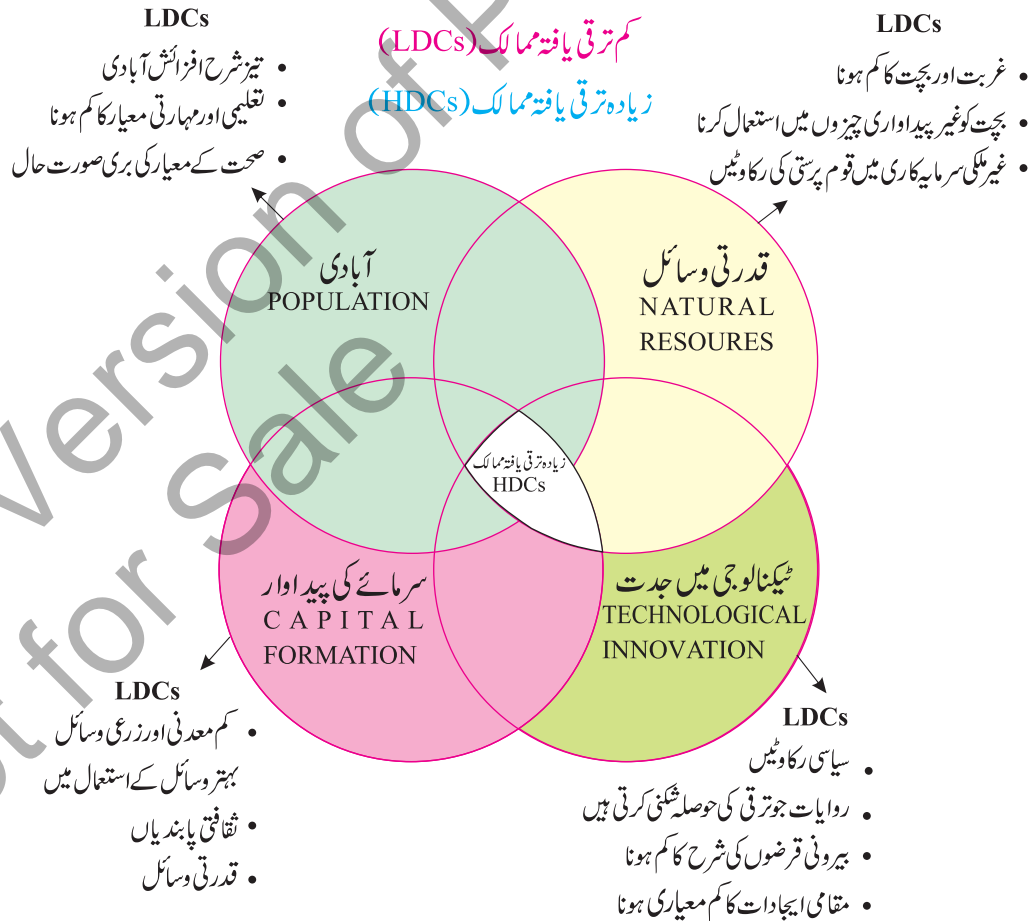 کم ترقی یافتہ ممالک (LDCs)
زیادہ ترقی یافتہ ممالک (HDCs)
LDCs
• غربت اور بچت کا کم ہونا
• بچت کو غیر پیداواری چیزوں میں استعمال کرنا
• غیر ملکی سرمایہ کاری میں قوم پرستی کی رکاوٹیں
LDCs
• تیز شرح افزائش آبادی
• تعلیمی اور مہارتی معیار کا کم ہونا
• صحت کے معیار کی بری صورت حال
قدرتی وسائل
NATURAL
RESOURES
آبادی
POPULATION
زیادہ ترقی یافتہ ممالک
HDCs
ٹیکنالوجی میں جدت
TECHNOLOGICAL
INNOVATION
سرمائے کی پیداوار
CAPITAL
FORMATION
LDCs
• سیاسی رکاوٹیں
• روایات جو ترقی کی حوصلہ شکنی کرتی ہیں
• بیرونی قرضوں کی شرح کا کم ہونا
• مقامی ایجادات کا کم معیاری ہونا
LDCs
• کم معدنی اور زرعی وسائل
بہتر وسائل کے استعمال میں
• ثقافتی پابندیاں
• قدرتی وسائل
Version of
for Sale